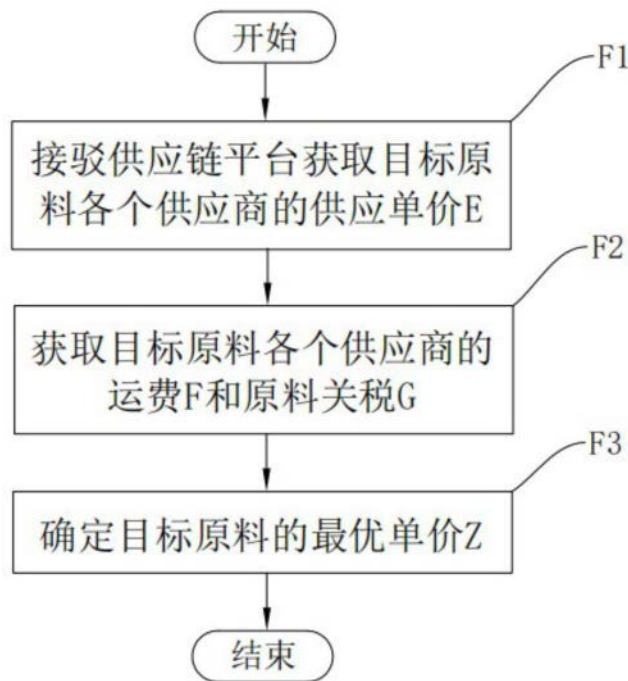 开始
F1
接驳供应链平台获取目标原
料各个供应商的供应单价E
F2
获取目标原料各个供应商的
运费F和原料关税G
F3
确定目标原料的最优单价Z
结束